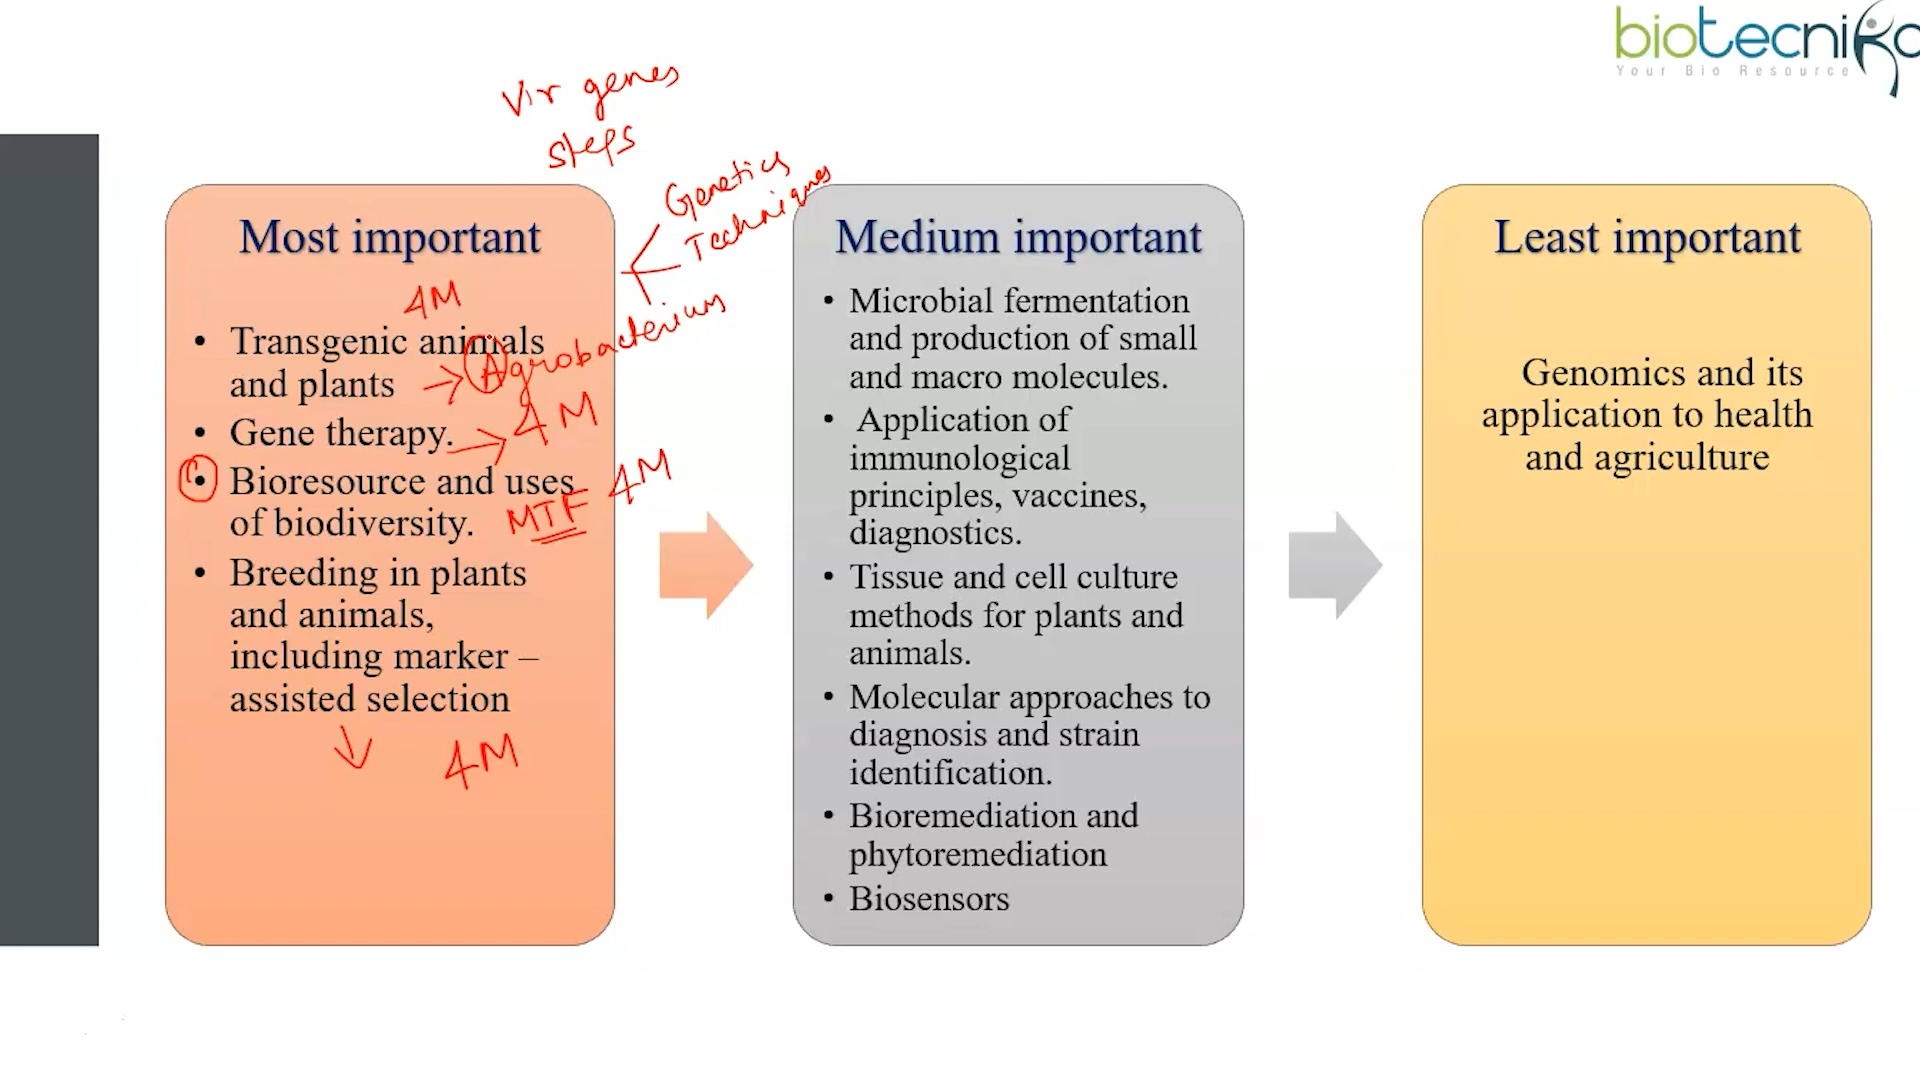 biotecnika
Your Bio Resource
Vir genes
steps
Genetics
Techniques
Agrobacterium
Most important
4M
• Transgenic animals
and plants →
• Gene therapy. → 4M
• Bioresource and uses
of biodiversity. MTF 4M
• Breeding in plants
and animals,
including marker –
assisted selection
↓ 4M
Medium important
• Microbial fermentation
and production of small
and macro molecules.
• Application of
immunological
principles, vaccines,
diagnostics.
• Tissue and cell culture
methods for plants and
animals.
• Molecular approaches to
diagnosis and strain
identification.
• Bioremediation and
phytoremediation
• Biosensors
Least important
Genomics and its
application to health
and agriculture